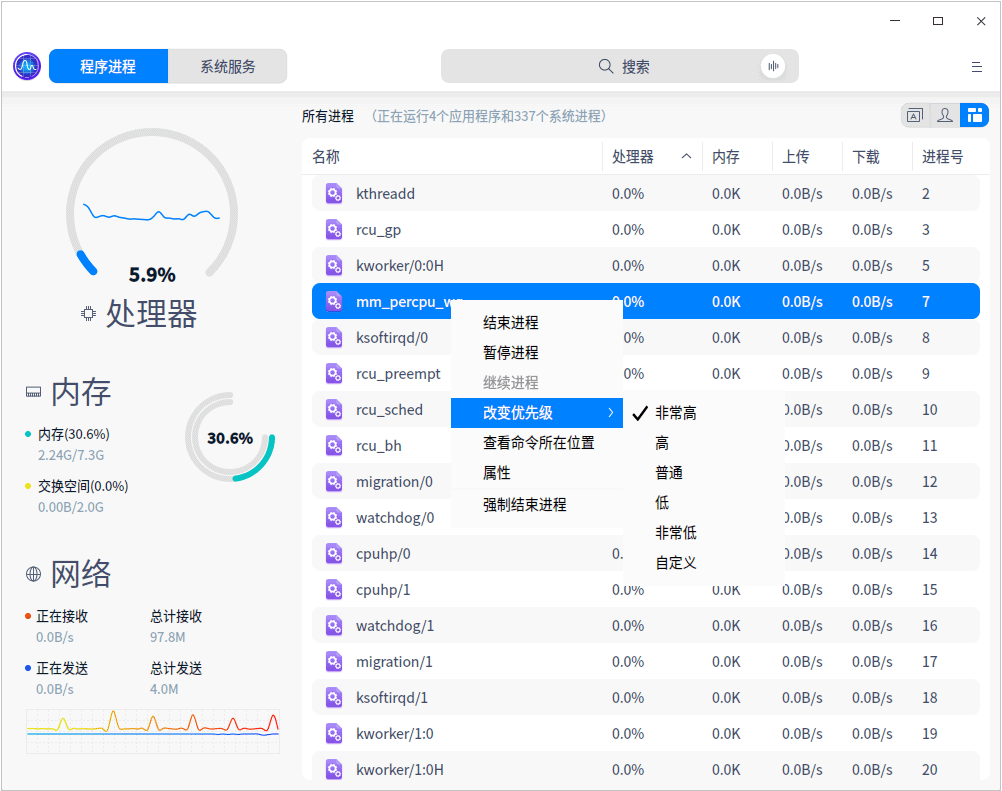 程序进程 系统服务 搜索
所有进程 （正在运行4个应用程序和337个系统进程）
5.9%
处理器
内存
内存(30.6%)
2.24G/7.3G
交换空间(0.0%)
0.00B/2.0G
30.6%
网络
正在接收 总计接收
0.0B/s 97.8M
正在发送 总计发送
0.0B/s 4.0M
名称 处理器 内存 上传 下载 进程号
kthreadd 0.0% 0.0K 0.0B/s 0.0B/s 2
rcu_gp 0.0% 0.0K 0.0B/s 0.0B/s 3
kworker/0:0H 0.0% 0.0K 0.0B/s 0.0B/s 5
mm_percpu_wq 0.0% 0.0K 0.0B/s 0.0B/s 7
ksoftirqd/0 0.0% 0.0K 0.0B/s 0.0B/s 8
rcu_preempt 0.0% 0.0K 0.0B/s 0.0B/s 9
rcu_sched 0.0B/s 0.0B/s 10
rcu_bh 0.0B/s 0.0B/s 11
migration/0 0.0B/s 0.0B/s 12
watchdog/0 0.0B/s 0.0B/s 13
cpuhp/0 0. 0.0B/s 0.0B/s 14
cpuhp/1 0.0% 0.0K 0.0B/s 0.0B/s 15
watchdog/1 0.0% 0.0K 0.0B/s 0.0B/s 16
migration/1 0.0% 0.0K 0.0B/s 0.0B/s 17
ksoftirqd/1 0.0% 0.0K 0.0B/s 0.0B/s 18
kworker/1:0 0.0% 0.0K 0.0B/s 0.0B/s 19
kworker/1:0H 0.0% 0.0K 0.0B/s 0.0B/s 20
结束进程
暂停进程
继续进程
改变优先级
查看命令所在位置
属性
强制结束进程
非常高
高
普通
低
非常低
自定义